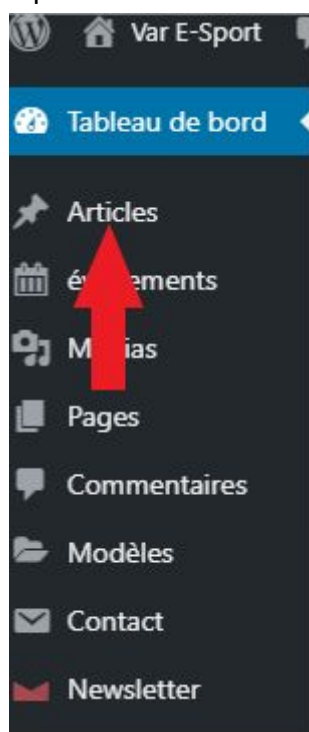 Var E-Sport
Tableau de bord
Articles
Pages
Commentaires
Modèles
Contact
Newsletter